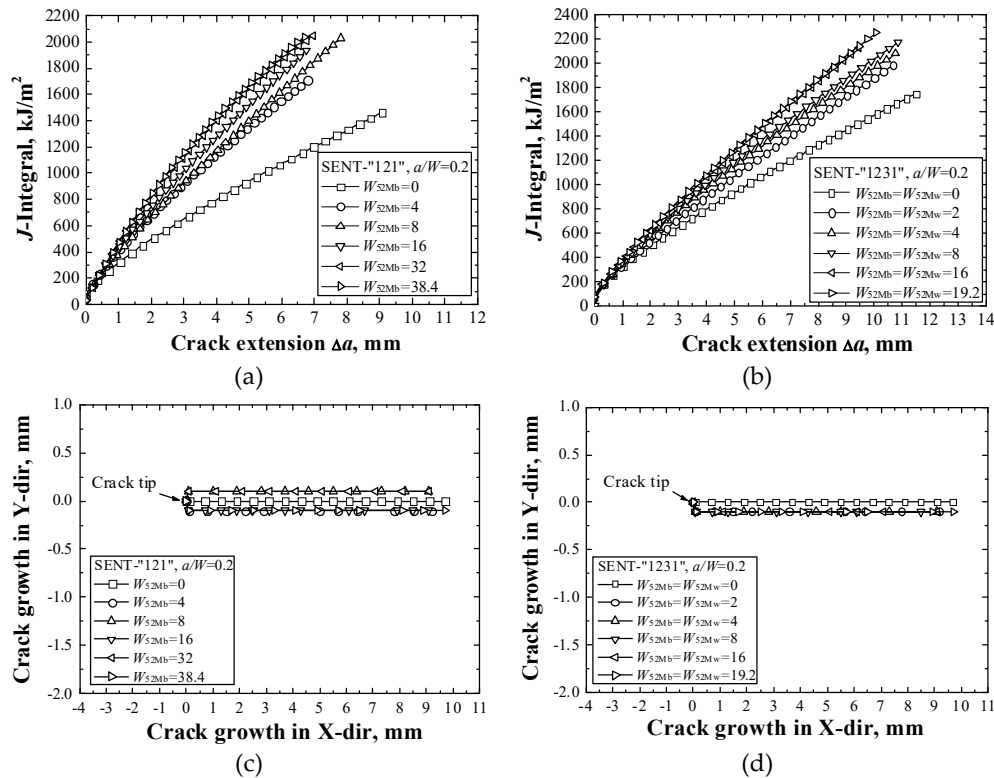 2200
2000
1800
1600
1400
1200
1000
800
600
400
200
0
J-Integral, kJ/m²
SENT-"121", a/W=0.2
W52Mb=0
W52Mb=4
W52Mb=8
W52Mb=16
W52Mb=32
W52Mb=38.4
0 1 2 3 4 5 6 7 8 9 10 11 12
Crack extension Δa, mm
(a)
2400
2200
2000
1800
1600
1400
1200
1000
800
600
400
200
0
J-Integral, kJ/m²
SENT-"1231", a/W=0.2
W52Mb=W52Mw=0
W52Mb=W52Mw=2
W52Mb=W52Mw=4
W52Mb=W52Mw=8
W52Mb=W52Mw=16
W52Mb=W52Mw=19.2
0 1 2 3 4 5 6 7 8 9 10 11 12 13 14
Crack extension Δa, mm
(b)
1.0
0.5
0.0
-0.5
-1.0
-1.5
-2.0
Crack growth in Y-dir, mm
Crack tip
SENT-"121", a/W=0.2
W52Mb=0
W52Mb=4
W52Mb=8
W52Mb=16
W52Mb=32
W52Mb=38.4
-4 -3 -2 -1 0 1 2 3 4 5 6 7 8 9 10 11
Crack growth in X-dir, mm
(c)
1.0
0.5
0.0
-0.5
-1.0
-1.5
-2.0
Crack growth in Y-dir, mm
Crack tip
SENT-"1231", a/W=0.2
W52Mb=W52Mw=0
W52Mb=W52Mw=2
W52Mb=W52Mw=4
W52Mb=W52Mw=8
W52Mb=W52Mw=16
W52Mb=W52Mw=19.2
-4 -3 -2 -1 0 1 2 3 4 5 6 7 8 9 10 11
Crack growth in X-dir, mm
(d)